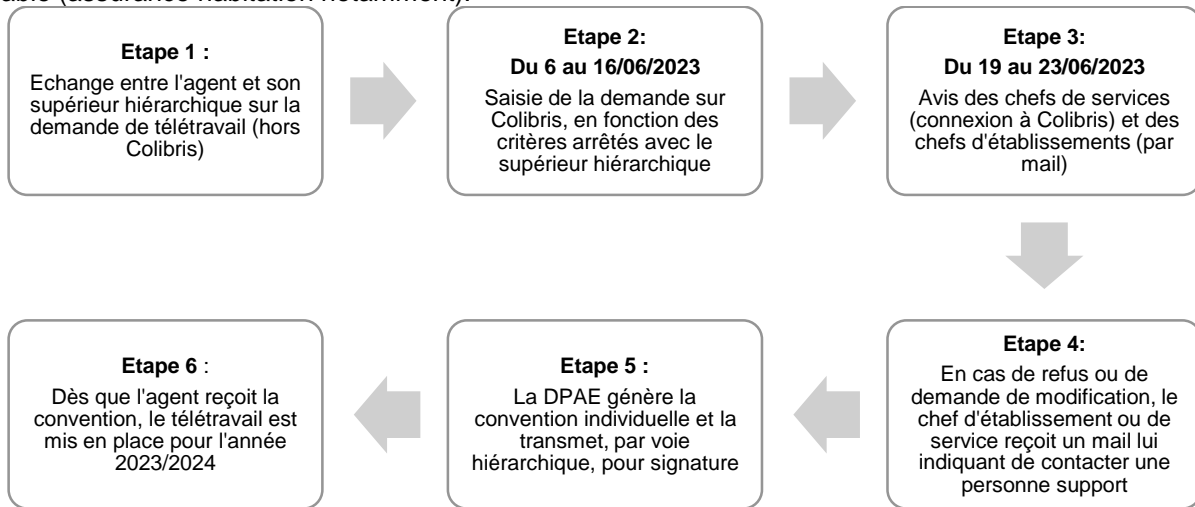 (assurance habitation notamment).
Etape 1 :
Echange entre l'agent et son
supérieur hiérarchique sur la
demande de télétravail (hors
Colibris)
Etape 2:
Du 6 au 16/06/2023
Saisie de la demande sur
Colibris, en fonction des
critères arrêtés avec le
supérieur hiérarchique
Etape 3:
Du 19 au 23/06/2023
Avis des chefs de services
(connexion à Colibris) et des
chefs d'établissements (par
mail)
Etape 4:
En cas de refus ou de
demande de modification, le
chef d'établissement ou de
service reçoit un mail lui
indiquant de contacter une
personne support
Etape 5 :
La DPAE génère la
convention individuelle et la
transmet, par voie
hiérarchique, pour signature
Etape 6 :
Dès que l'agent reçoit la
convention, le télétravail est
mis en place pour l'année
2023/2024